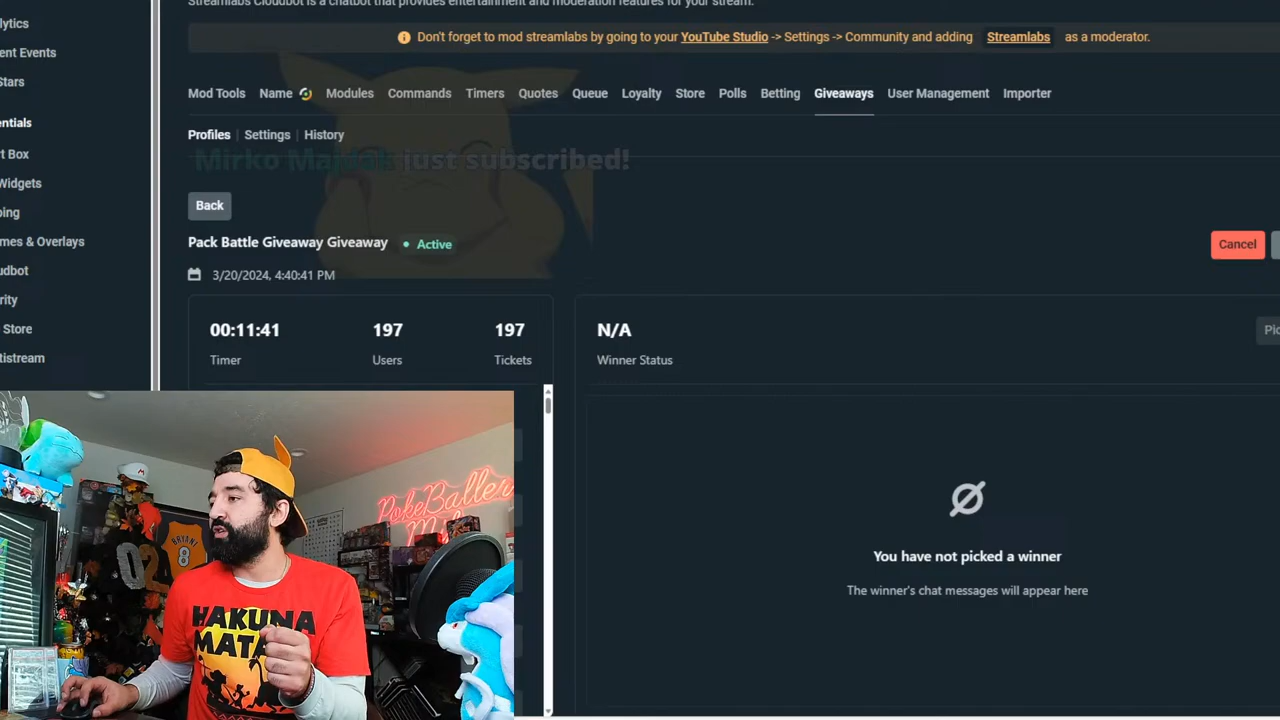 Streamlabs Cloudbot is a chatbot that provides entertainment and moderation features for your stream.
Don't forget to mod streamlabs by going to your YouTube Studio -> Settings -> Community and adding Streamlabs as a moderator.
lytics
ent Events
Stars
entials
rt Box
Widgets
ping
mes & Overlays
udbot
rity
Store
tistream
Mod Tools Name Modules Commands Timers Quotes Queue Loyalty Store Polls Betting Giveaways User Management Importer
Profiles | Settings | History
just subscribed!
Back
Pack Battle Giveaway Giveaway • Active
Cancel
3/20/2024, 4:40:41 PM
00:11:41 197 197
Timer Users Tickets
N/A
Pic
Winner Status
You have not picked a winner
The winner's chat messages will appear here
PokeBaller
BRYANT
8
HAKUNA
MATA